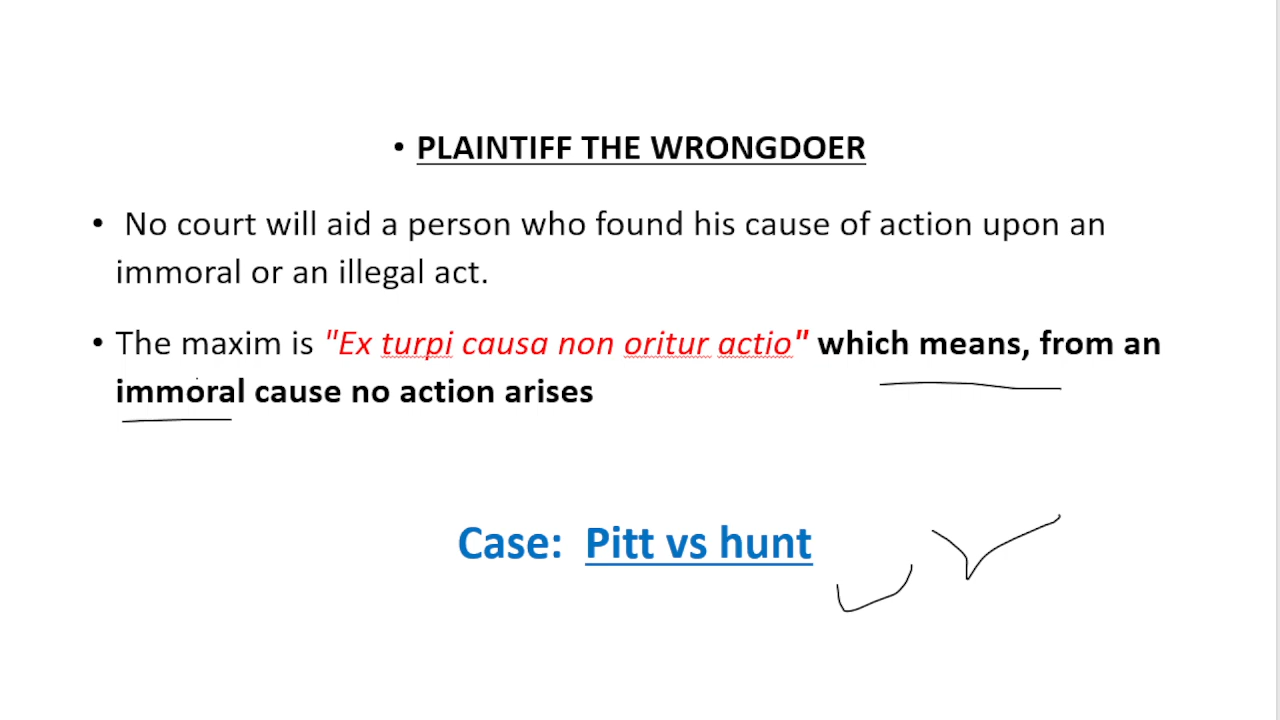 • PLAINTIFF THE WRONGDOER
• No court will aid a person who found his cause of action upon an
immoral or an illegal act.
• The maxim is "Ex turpi causa non oritur actio" which means, from an
immoral cause no action arises
Case: Pitt vs hunt